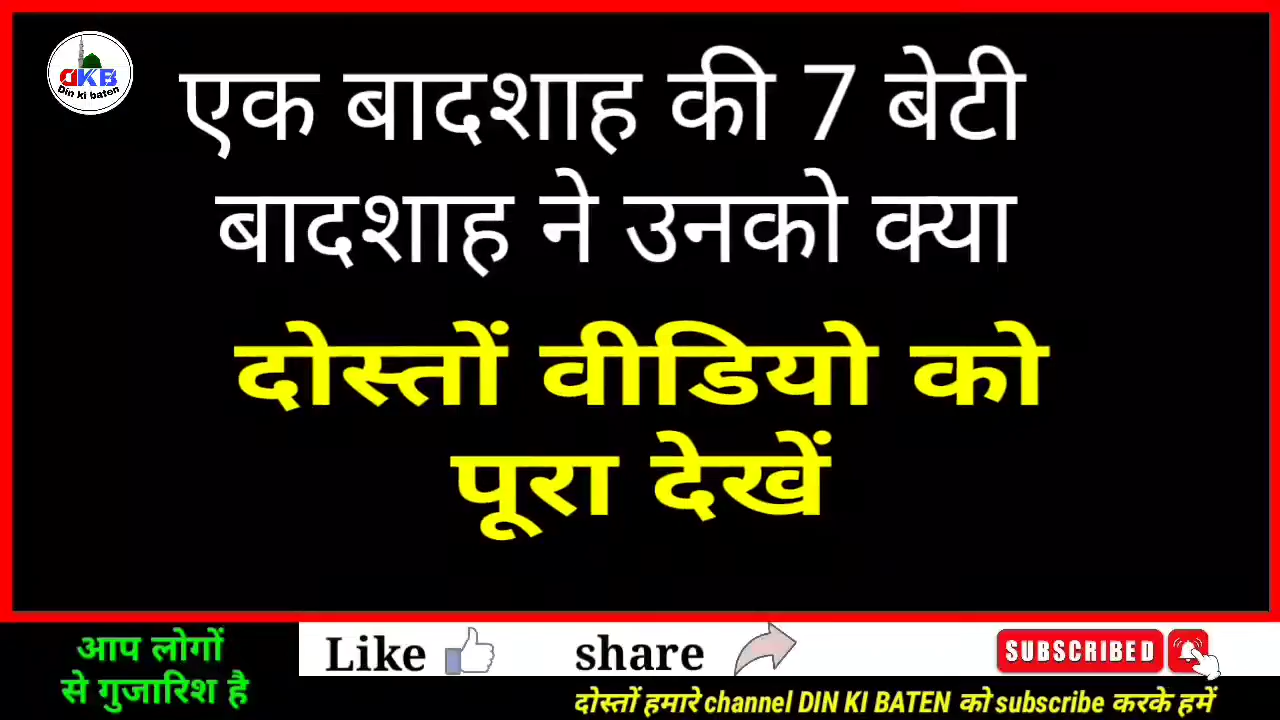 DKB
Din ki baten
एक बादशाह की 7 बेटी
बादशाह ने उनको क्या
दोस्तों वीडियो को
पूरा देखें
आप लोगों
से गुजारिश है
Like
share
SUBSCRIBED
दोस्तों हमारे channel DIN KI BATEN को subscribe करके हमें